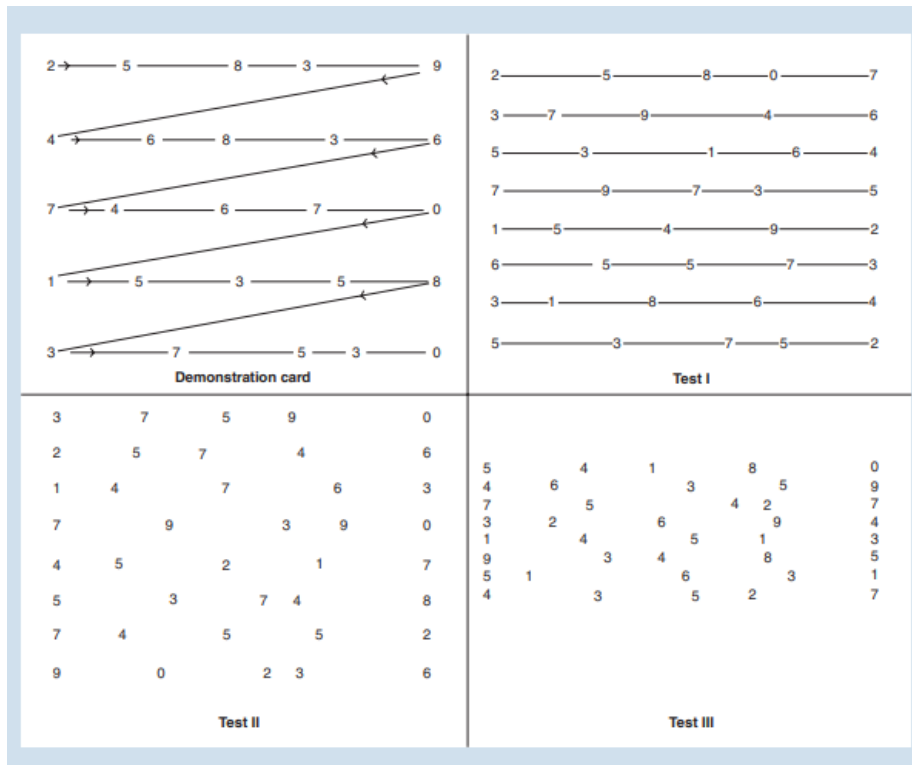 2 5 8 3 9
4 6 8 3 6
7 4 6 7 0
1 5 3 5 8
3 7 5 3 0
Demonstration card
2 5 8 0 7
3 7 9 4 6
5 3 1 6 4
7 9 7 3 5
1 5 4 9 2
6 5 5 7 3
3 1 8 6 4
5 3 7 5 2
Test I
3 7 5 9 0
2 5 7 4 6
1 4 7 6 3
7 9 3 9 0
4 5 2 1 7
5 3 7 4 8
7 4 5 5 2
9 0 2 3 6
Test II
5 4 1 8 0
4 6 3 5 9
7 5 4 2 7
3 2 6 9 4
1 4 5 1 3
9 3 4 8 5
5 1 6 3 1
4 3 5 2 7
Test III